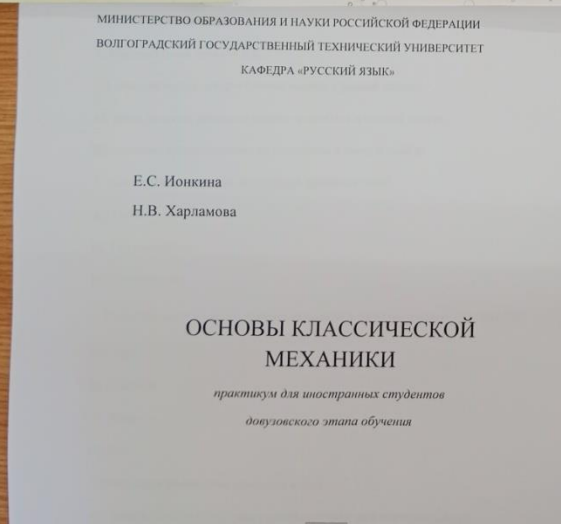 МИНИСТЕРСТВО ОБРАЗОВАНИЯ И НАУКИ РОССИЙСКОЙ ФЕДЕРАЦИИ
ВОЛГОГРАДСКИЙ ГОСУДАРСТВЕННЫЙ ТЕХНИЧЕСКИЙ УНИВЕРСИТЕТ
КАФЕДРА «РУССКИЙ ЯЗЫК»
Е.С. Ионкина
Н.В. Харламова
ОСНОВЫ КЛАССИЧЕСКОЙ
МЕХАНИКИ
практикум для иностранных студентов
довузовского этапа обучения